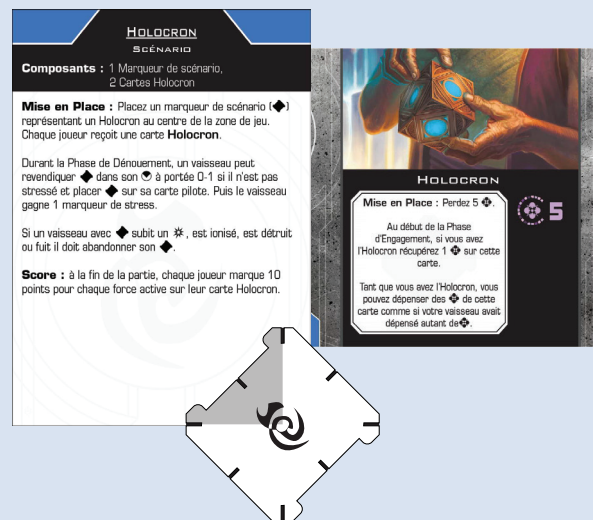 HOLOCRON
SCÉNARIO
Composants : 1 Marqueur de scénario,
2 Cartes Holocron
Mise en Place : Placez un marqueur de scénario (◆)
représentant un Holocron au centre de la zone de jeu.
Chaque joueur reçoit une carte Holocron.
Durant la Phase de Dénouement, un vaisseau peut
revendiquer ◆ dans son à portée 0-1 si il n'est pas
stressé et placer ◆ sur sa carte pilote. Puis le vaisseau
gagne 1 marqueur de stress.
Si un vaisseau avec ◆ subit un , est ionisé, est détruit
ou fuit il doit abandonner son ◆.
Score : à la fin de la partie, chaque joueur marque 10
points pour chaque force active sur leur carte Holocron.
HOLOCRON
Mise en Place : Perdez 5 .
Au début de la Phase
d'Engagement, si vous avez
l'Holocron récupérez 1 sur cette
carte.
Tant que vous avez l'Holocron, vous
pouvez dépenser des de cette
carte comme si votre vaisseau avait
dépensé autant de .
5